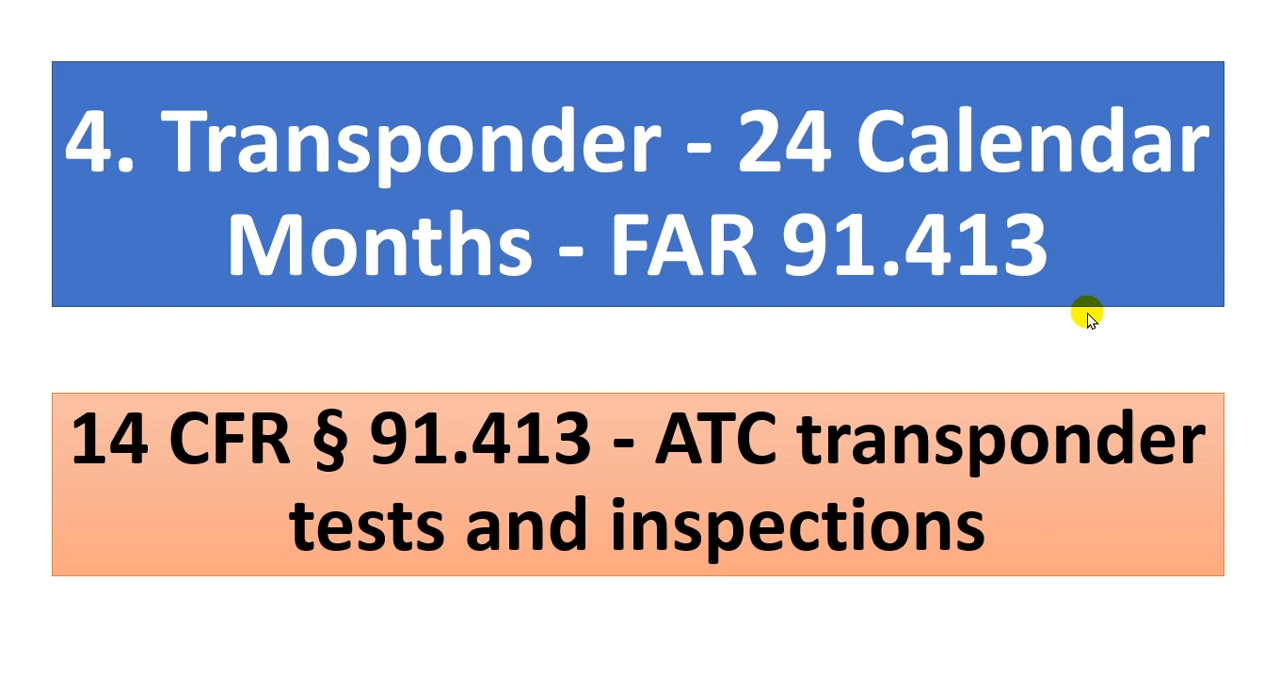 4. Transponder - 24 Calendar
Months - FAR 91.413
14 CFR § 91.413 - ATC transponder
tests and inspections